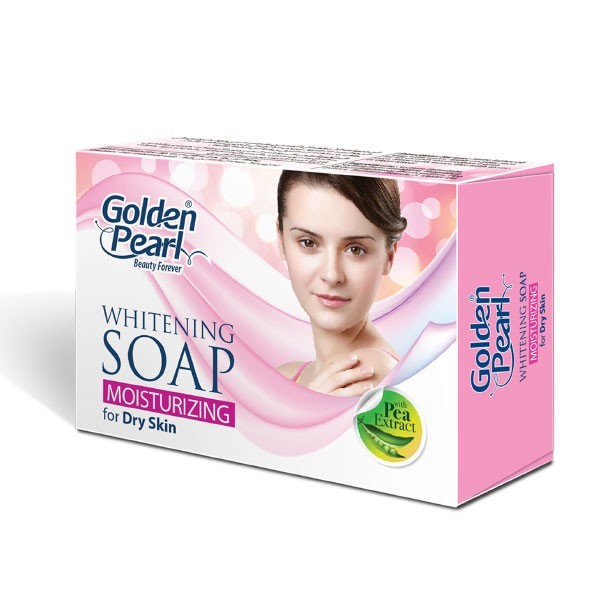 Golden®
Pearl
Beauty Forever
WHITENING
SOAP
MOISTURIZING
for Dry Skin
with
Pea
Extract
Golden
Pearl®
WHITENING SOAP
MOISTURIZING
for Dry Skin